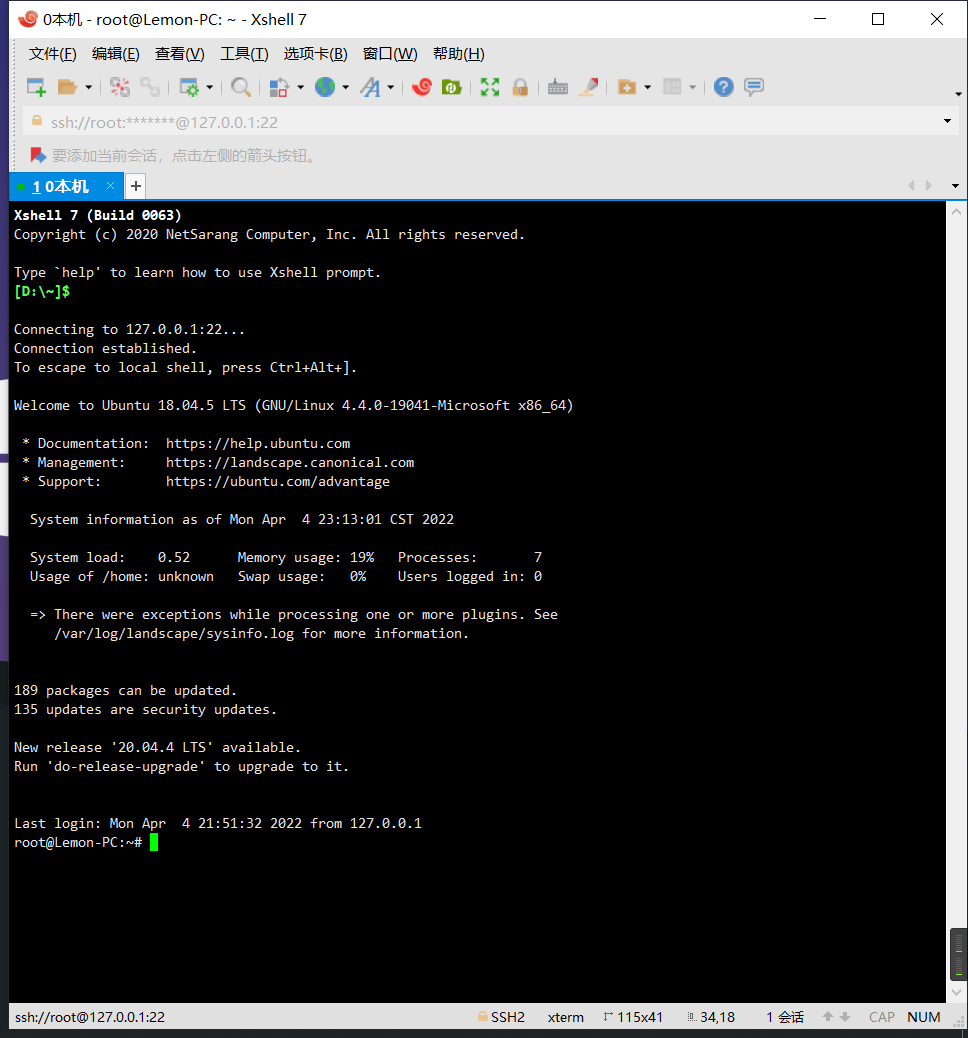 0本机 - root@Lemon-PC: ~ - Xshell 7
文件(F) 编辑(E) 查看(V) 工具(T) 选项卡(B) 窗口(W) 帮助(H)
ssh://root:*******@127.0.0.1:22
要添加当前会话，点击左侧的箭头按钮。
1 0本机 × +
Xshell 7 (Build 0063)
Copyright (c) 2020 NetSarang Computer, Inc. All rights reserved.
Type `help' to learn how to use Xshell prompt.
[D:\~]$
Connecting to 127.0.0.1:22...
Connection established.
To escape to local shell, press Ctrl+Alt+].
Welcome to Ubuntu 18.04.5 LTS (GNU/Linux 4.4.0-19041-Microsoft x86_64)
* Documentation:  https://help.ubuntu.com
* Management:     https://landscape.canonical.com
* Support:        https://ubuntu.com/advantage
System information as of Mon Apr  4 23:13:01 CST 2022
System load:    0.52      Memory usage: 19%   Processes:       7
Usage of /home: unknown   Swap usage:   0%    Users logged in: 0
=> There were exceptions while processing one or more plugins. See
/var/log/landscape/sysinfo.log for more information.
189 packages can be updated.
135 updates are security updates.
New release '20.04.4 LTS' available.
Run 'do-release-upgrade' to upgrade to it.
Last login: Mon Apr  4 21:51:32 2022 from 127.0.0.1
root@Lemon-PC:~#
ssh://root@127.0.0.1:22 SSH2 xterm 115x41 34,18 1 会话 CAP NUM